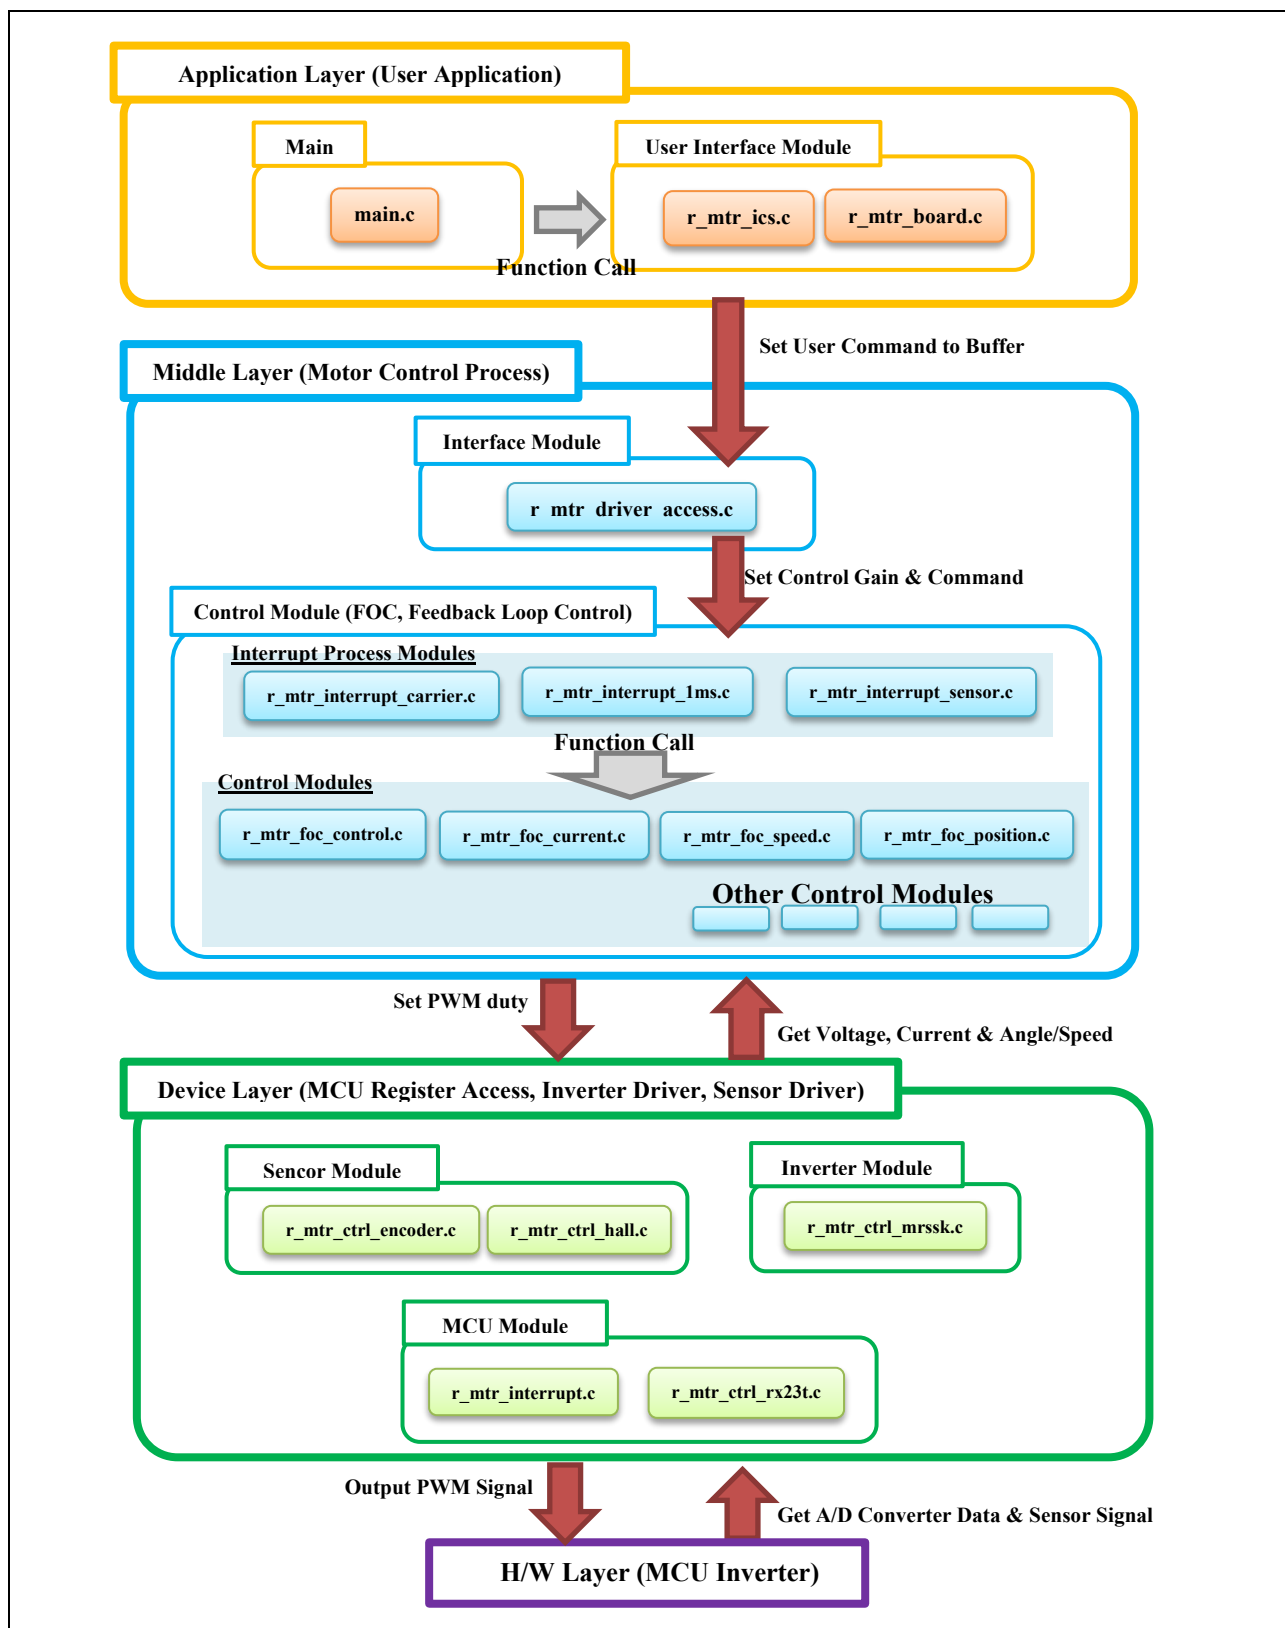 Application Layer (User Application)
Main
User Interface Module
main.c
r_mtr_ics.c
r_mtr_board.c
Function Call
Set User Command to Buffer
Middle Layer (Motor Control Process)
Interface Module
r_mtr_driver_access.c
Set Control Gain & Command
Control Module (FOC, Feedback Loop Control)
Interrupt Process Modules
r_mtr_interrupt_carrier.c
r_mtr_interrupt_1ms.c
r_mtr_interrupt_sensor.c
Function Call
Control Modules
r_mtr_foc_control.c
r_mtr_foc_current.c
r_mtr_foc_speed.c
r_mtr_foc_position.c
Other Control Modules
Set PWM duty
Get Voltage, Current & Angle/Speed
Device Layer (MCU Register Access, Inverter Driver, Sensor Driver)
Sencor Module
Inverter Module
r_mtr_ctrl_encoder.c
r_mtr_ctrl_hall.c
r_mtr_ctrl_mrssk.c
MCU Module
r_mtr_interrupt.c
r_mtr_ctrl_rx23t.c
Output PWM Signal
Get A/D Converter Data & Sensor Signal
H/W Layer (MCU Inverter)